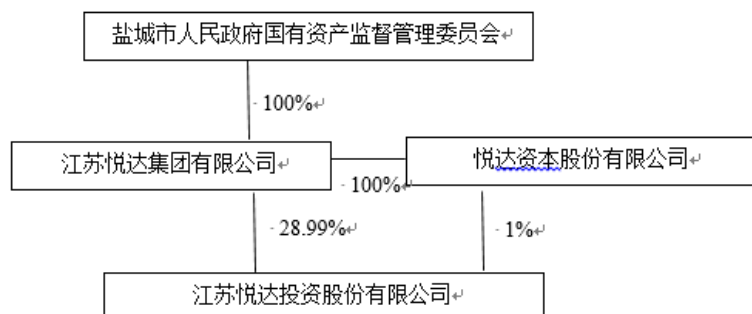 盐城市人民政府国有资产监督管理委员会
100%
江苏悦达集团有限公司
悦达资本股份有限公司
100%
28.99%
1%
江苏悦达投资股份有限公司